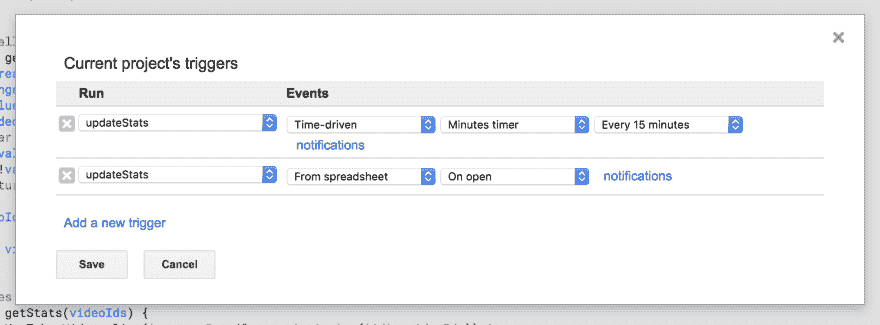 Current project's triggers
Run Events
updateStats Time-driven Minutes timer Every 15 minutes
notifications
updateStats From spreadsheet On open notifications
Add a new trigger
Save Cancel
getStats(videoIds) {